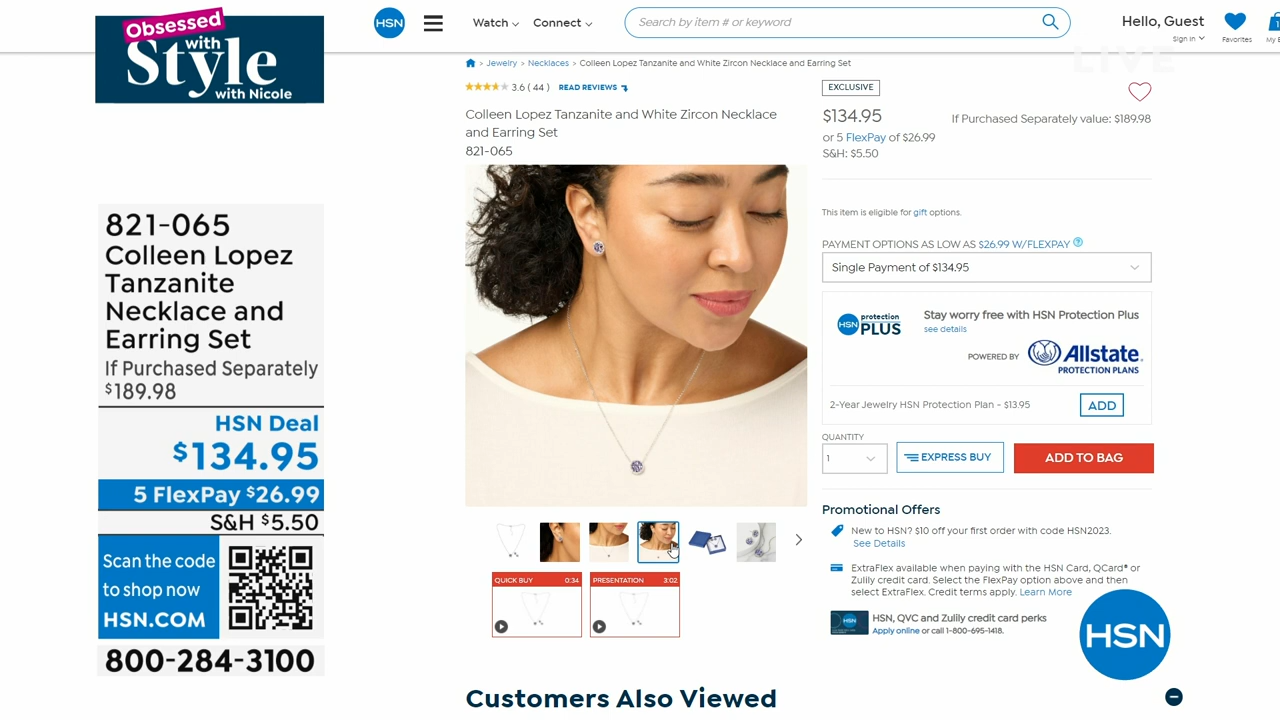 Obsessed
with
Style
with Nicole
821-065
Colleen Lopez
Tanzanite
Necklace and
Earring Set
If Purchased Separately
$189.98
HSN Deal
$134.95
5 FlexPay $26.99
S&H $5.50
Scan the code
to shop now
HSN.COM
800-284-3100
HSN
Watch
Connect
Search by item # or keyword
Hello, Guest
Sign In
Favorites
LIVE
> Jewelry > Necklaces > Colleen Lopez Tanzanite and White Zircon Necklace and Earring Set
3.6 ( 44 ) READ REVIEWS
Colleen Lopez Tanzanite and White Zircon Necklace
and Earring Set
821-065
QUICK BUY 0:34
PRESENTATION 3:02
EXCLUSIVE
$134.95
If Purchased Separately value: $189.98
or 5 FlexPay of $26.99
S&H: $5.50
This item is eligible for gift options.
PAYMENT OPTIONS AS LOW AS $26.99 W/FLEXPAY ?
Single Payment of $134.95
HSN protection PLUS
Stay worry free with HSN Protection Plus
see details
POWERED BY Allstate.
PROTECTION PLANS
2-Year Jewelry HSN Protection Plan - $13.95
ADD
QUANTITY
1
EXPRESS BUY
ADD TO BAG
Promotional Offers
New to HSN? $10 off your first order with code HSN2023.
See Details
ExtraFlex available when paying with the HSN Card, QCard® or
Zulily credit card. Select the FlexPay option above and then
select ExtraFlex. Credit terms apply. Learn More
HSN, QVC and Zulily credit card perks
Apply online or call 1-800-695-1418.
HSN
Customers Also Viewed